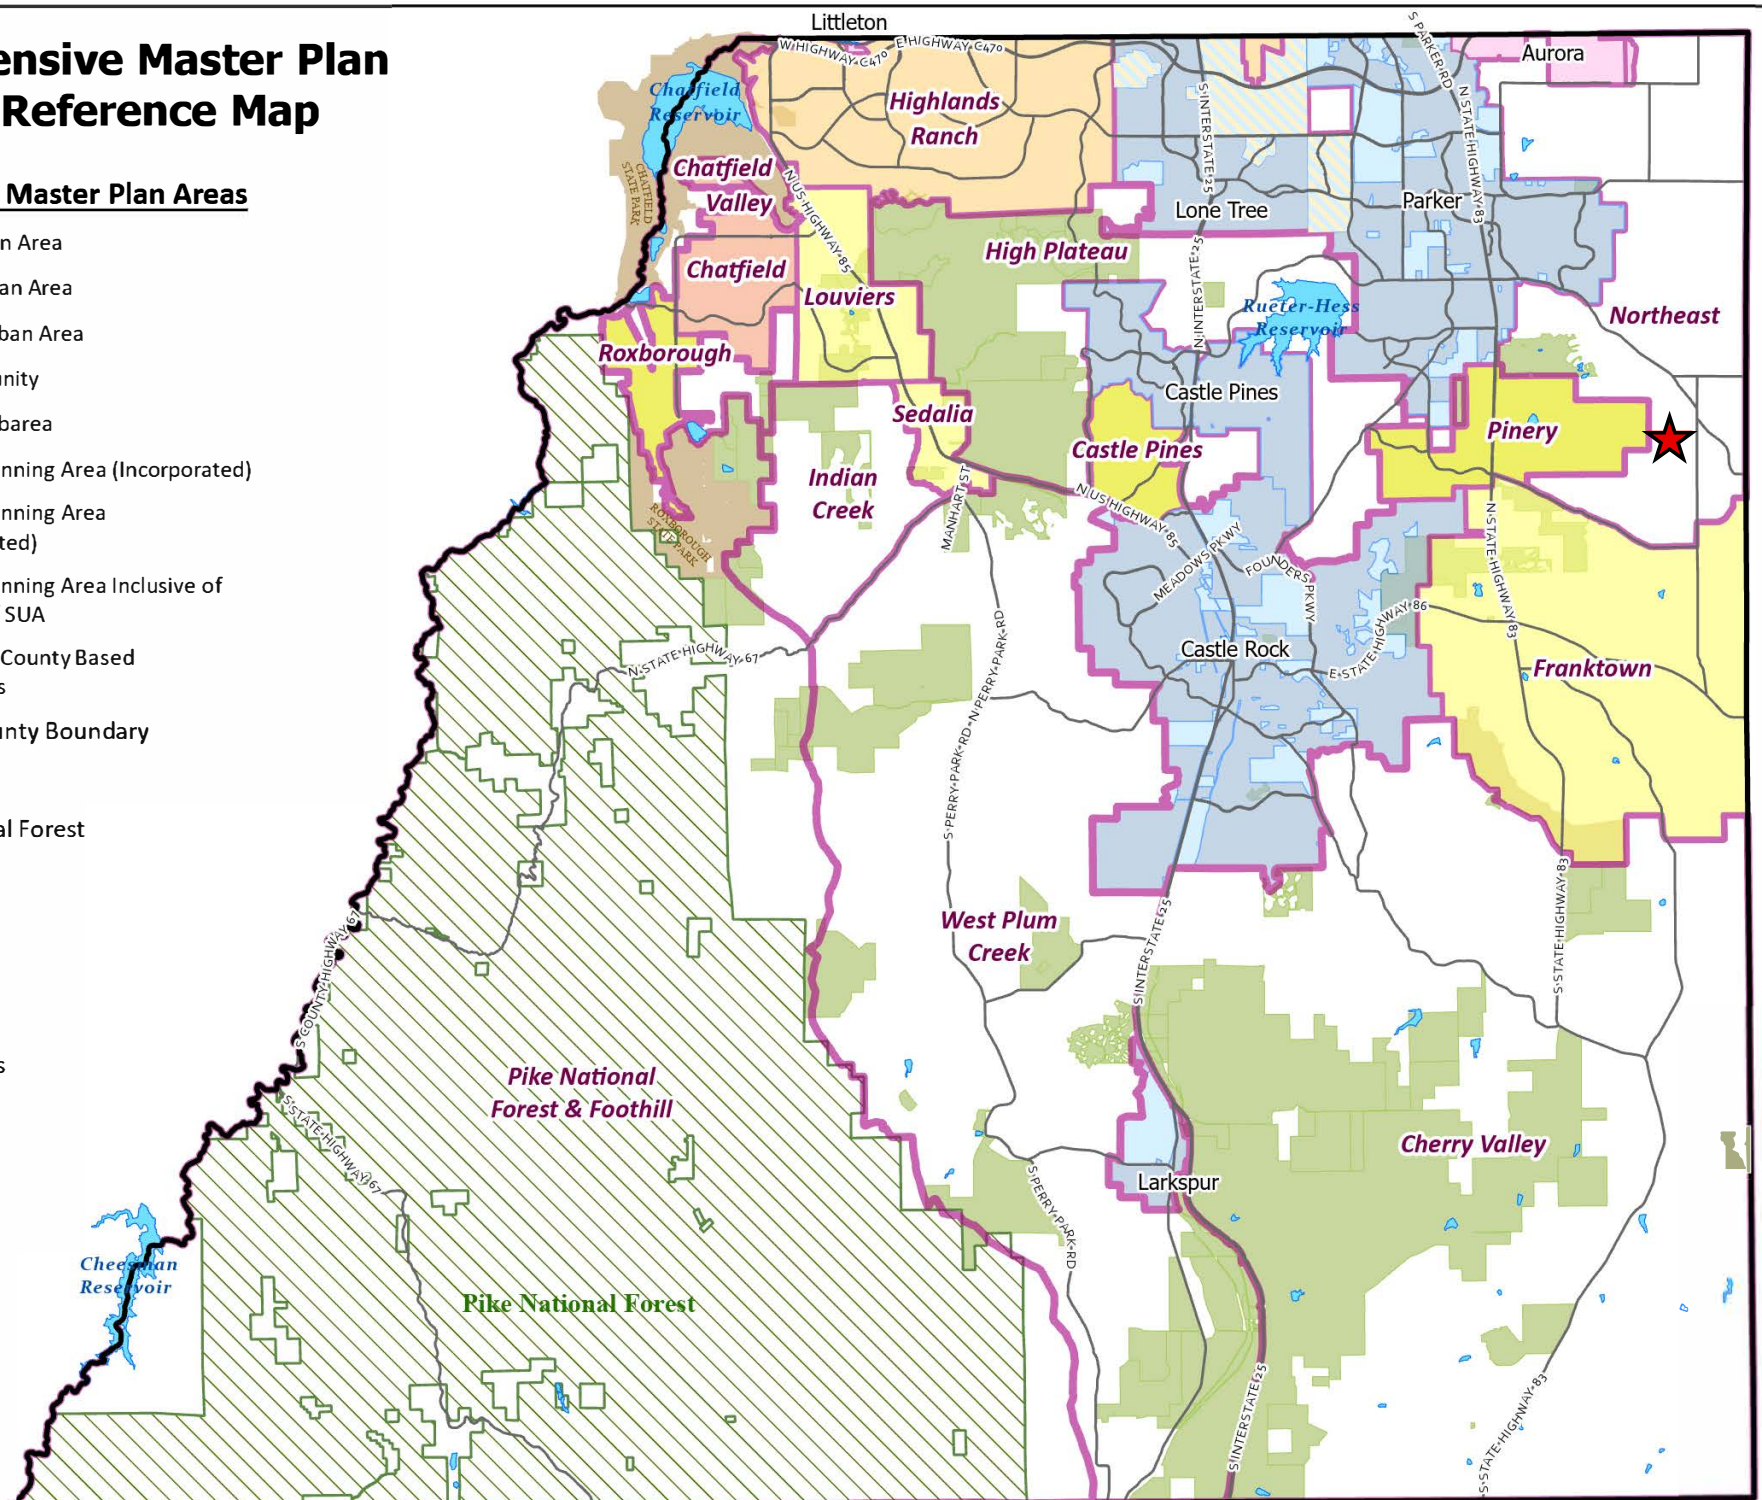 ensive Master Plan
Reference Map
Master Plan Areas
n Area
an Area
ban Area
nity
barea
nning Area (Incorporated)
nning Area
ted)
nning Area Inclusive of
SUA
County Based
s
nty Boundary
al Forest
s
Littleton
W HIGHWAY C470
E HIGHWAY C470
S PARKER RD
Aurora
Chatfield
Reservoir
Highlands
Ranch
S INTERSTATE 25
N STATE HIGHWAY 83
CHATFIELD
STATE PARK
Chatfield
Valley
N US HIGHWAY 85
Lone Tree
Parker
High Plateau
N INTERSTATE 25
Chatfield
Louviers
Rueter-Hess
Reservoir
Northeast
Roxborough
Castle Pines
Sedalia
Pinery
Castle Pines
Indian
Creek
MANHART ST
N US HIGHWAY 85
ROXBOROUGH
STATE PARK
MEADOWS PKWY
FOUNDERS PKWY
N STATE HIGHWAY 83
E STATE HIGHWAY 86
Castle Rock
Franktown
N STATE HIGHWAY 67
N PERRY PARK RD
S PERRY PARK RD
West Plum
Creek
S INTERSTATE 25
S STATE HIGHWAY 83
S COUNTY HIGHWAY 67
Pike National
Forest & Foothill
S STATE HIGHWAY 67
Cherry Valley
Larkspur
S PERRY PARK RD
Cheesman
Reservoir
Pike National Forest
S INTERSTATE 25
S STATE HIGHWAY 83